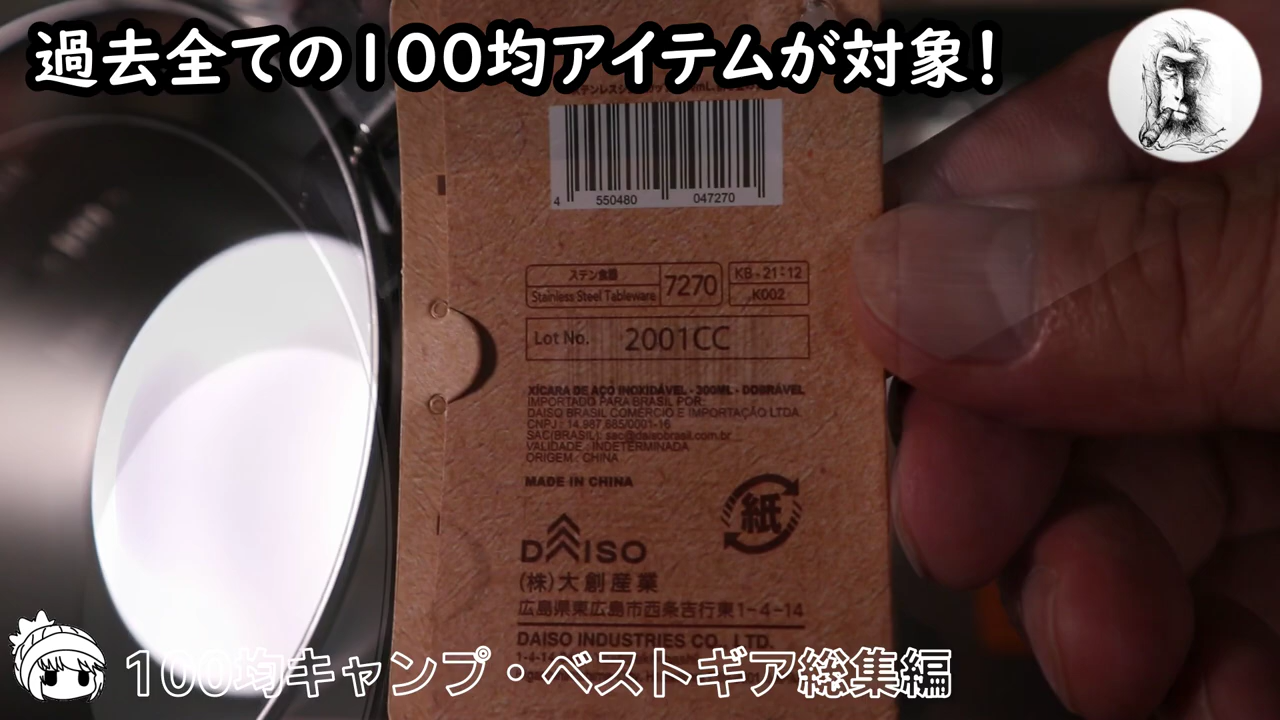 過去全ての100均アイテムが対象!
4 550480 047270
ステン食器
Stainless Steel Tableware
7270
KB・21:12
K002
Lot No. 2001CC
XÍCARA DE AÇO INOXIDÁVEL - 300ML - DOBRÁVEL
IMPORTADO PARA BRASIL POR:
DAISO BRASIL COMÉRCIO E IMPORTAÇÃO LTDA.
CNPJ : 14.987.685/0001-16
SAC(BRASIL): sac@daisobrasil.com.br
VALIDADE : INDETERMINADA
ORIGEM : CHINA
MADE IN CHINA
紙
DAISO
(株)大創産業
広島県東広島市西条吉行東1-4-14
DAISO INDUSTRIES CO., LTD.
100均キャンプ・ベストギア総集編